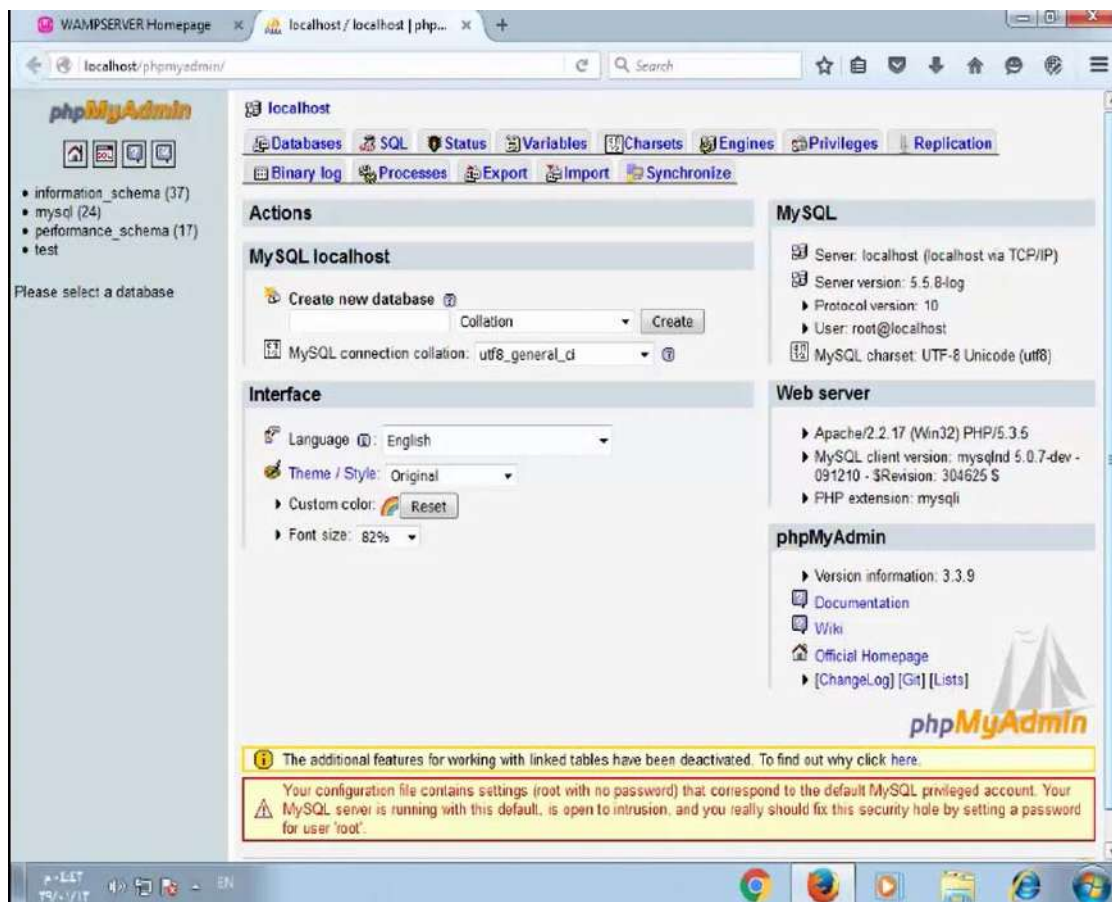 WAMPSERVER Homepage
localhost / localhost | php...
localhost/phpmyadmin/
Search
phpMyAdmin
information_schema (37)
mysql (24)
performance_schema (17)
test
Please select a database
localhost
Databases SQL Status Variables Charsets Engines Privileges Replication
Binary log Processes Export Import Synchronize
Actions
MySQL localhost
Create new database
Collation Create
MySQL connection collation: utf8_general_ci
Interface
Language : English
Theme / Style: Original
Custom color: Reset
Font size: 82%
MySQL
Server: localhost (localhost via TCP/IP)
Server version: 5.5.8-log
Protocol version: 10
User: root@localhost
MySQL charset: UTF-8 Unicode (utf8)
Web server
Apache/2.2.17 (Win32) PHP/5.3.5
MySQL client version: mysqlnd 5.0.7-dev -
091210 - $Revision: 304625 $
PHP extension: mysqli
phpMyAdmin
Version information: 3.3.9
Documentation
Wiki
Official Homepage
[ChangeLog] [Git] [Lists]
phpMyAdmin
The additional features for working with linked tables have been deactivated. To find out why click here.
Your configuration file contains settings (root with no password) that correspond to the default MySQL privileged account. Your
MySQL server is running with this default, is open to intrusion, and you really should fix this security hole by setting a password
for user 'root'.
EN